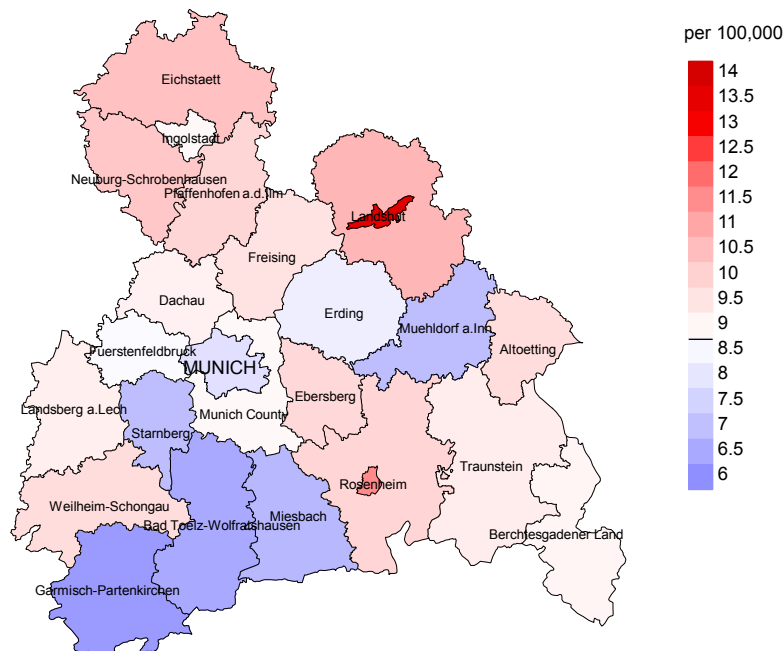 per 100,000
14
13.5
13
12.5
12
11.5
11
10.5
10
9.5
9
8.5
8
7.5
7
6.5
6
Eichstaett
Ingolstadt
Neuburg-Schrobenhausen
Pfaffenhofen a.d.Ilm
Landshut
Freising
Dachau
Erding
Muehldorf a.Inn
Altoetting
Fuerstenfeldbruck
MUNICH
Ebersberg
Landsberg a.Lech
Munich County
Starnberg
Traunstein
Rosenheim
Weilheim-Schongau
Miesbach
Bad Toelz-Wolfratshausen
Berchtesgadener Land
Garmisch-Partenkirchen